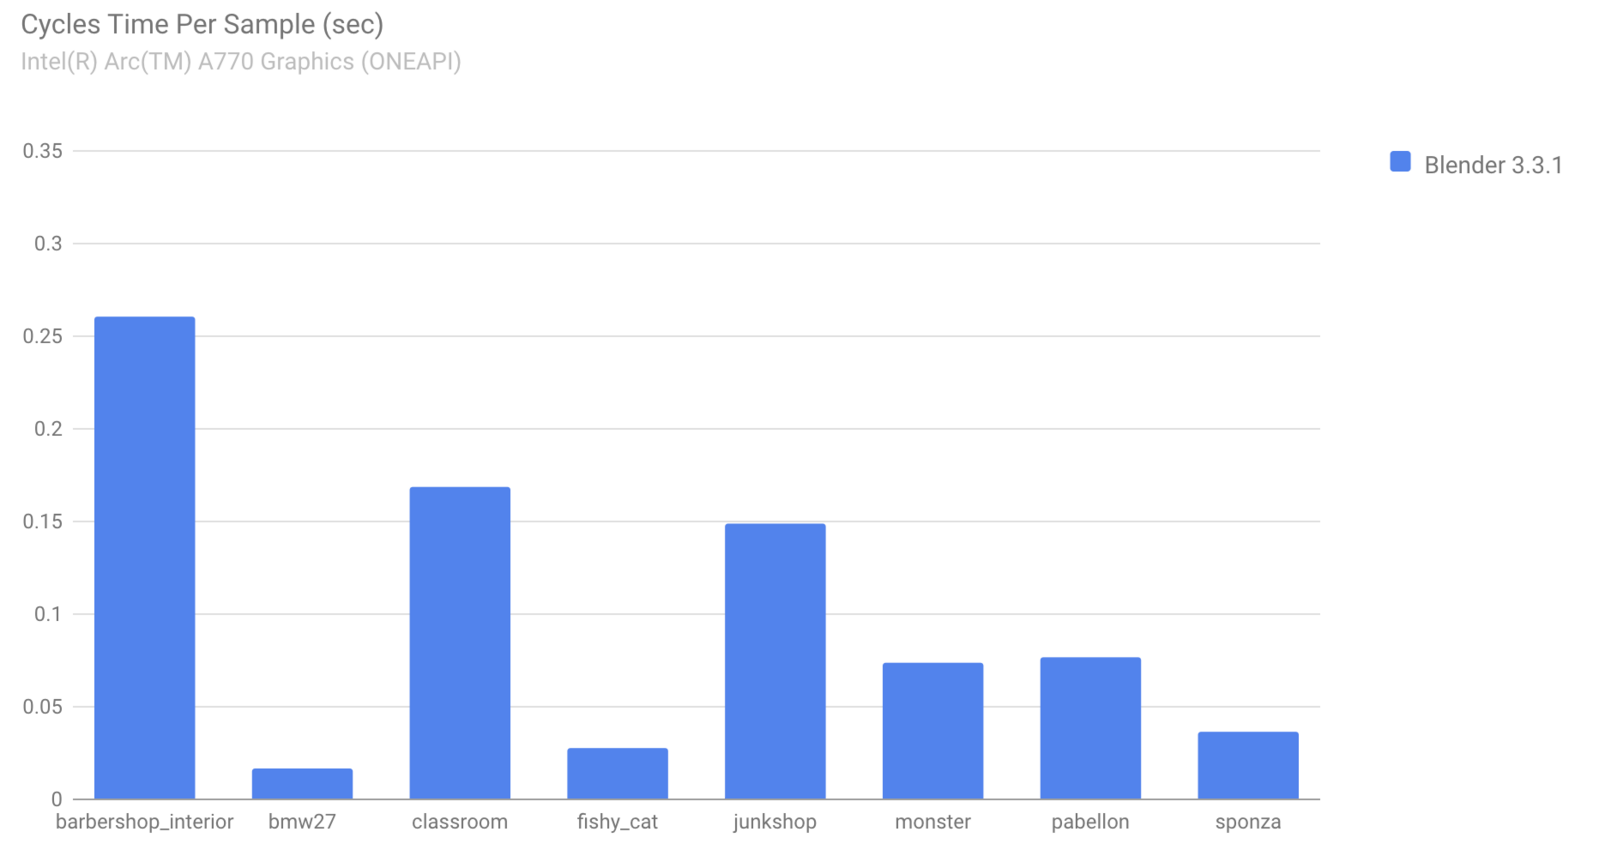 Cycles Time Per Sample (sec)
Intel(R) Arc(TM) A770 Graphics (ONEAPI)
0.35
Blender 3.3.1
0.3
0.25
0.2
0.15
0.1
0.05
0
barbershop_interior bmw27 classroom fishy_cat junkshop monster pabellon sponza